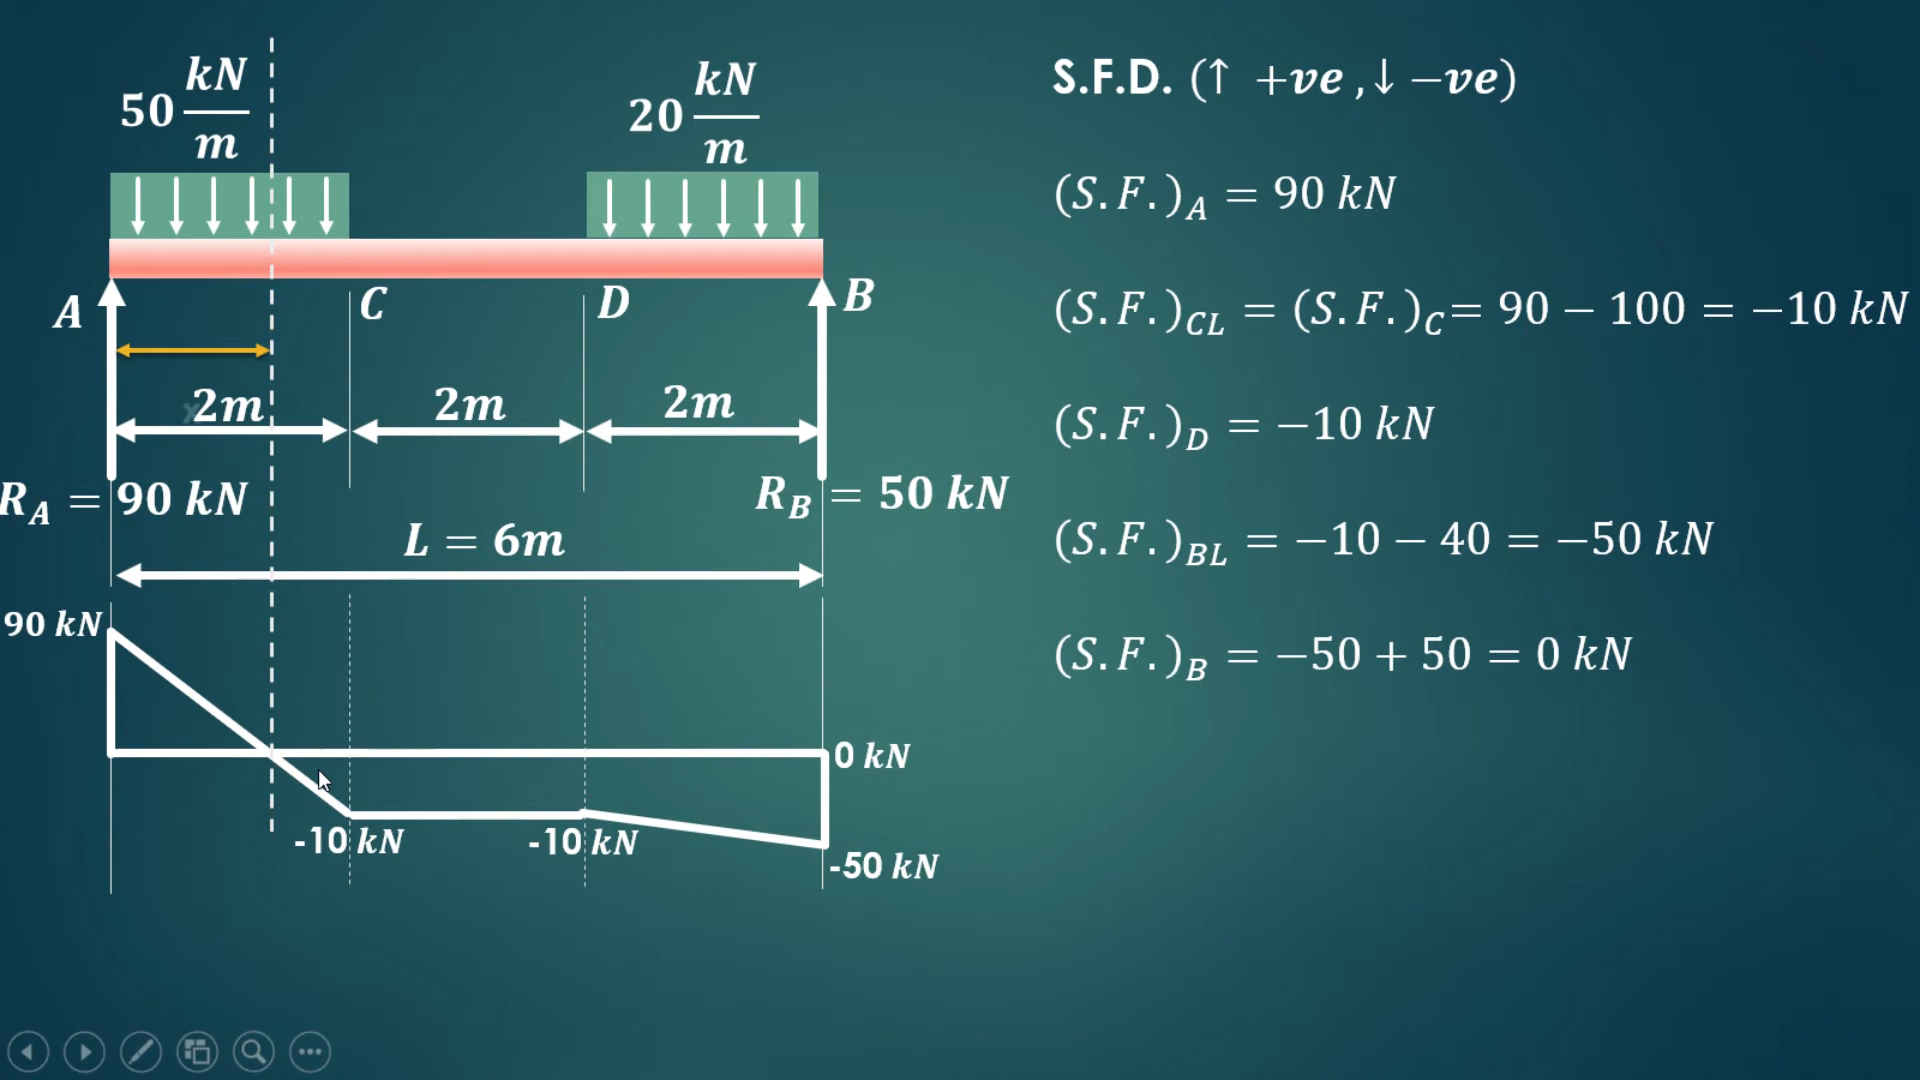 50 kN/m
20 kN/m
A
C
D
B
x
2m
2m
2m
R_A = 90 kN
R_B = 50 kN
L = 6m
90 kN
0 kN
-10 kN
-10 kN
-50 kN
S.F.D. (↑ +ve ,↓ −ve)
(S.F.)_A = 90 kN
(S.F.)_CL = (S.F.)_C= 90 − 100 = −10 kN
(S.F.)_D = −10 kN
(S.F.)_BL = −10 − 40 = −50 kN
(S.F.)_B = −50 + 50 = 0 kN